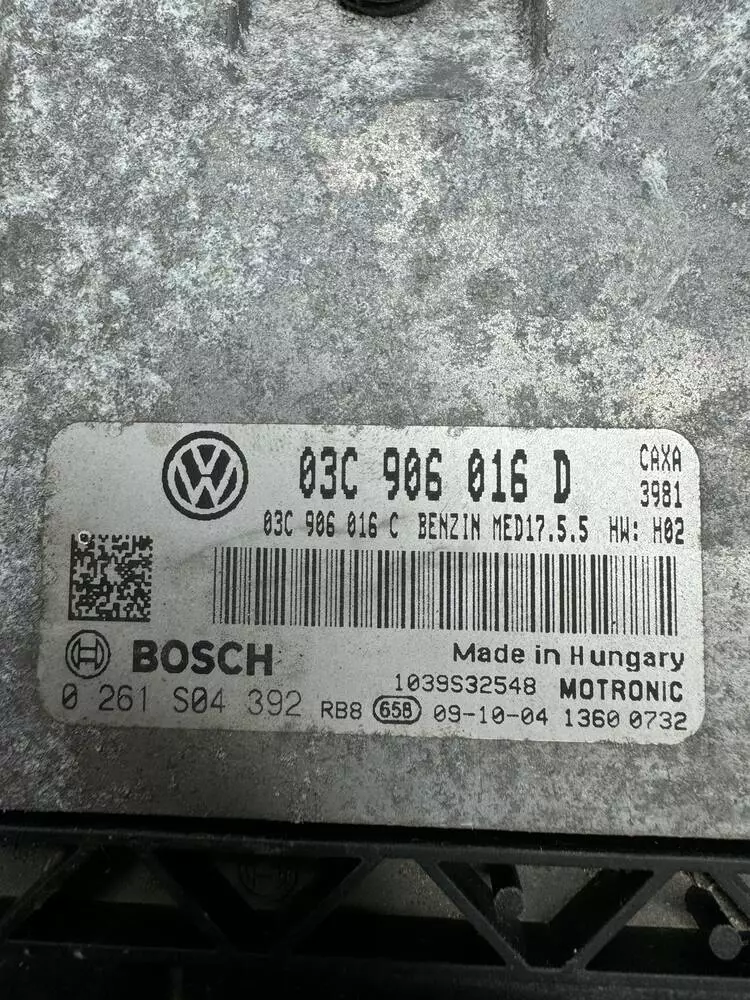 03C 906 016 D
CAXA
3981
03C 906 016 C BENZIN MED17.5.5 HW: H02
BOSCH
Made in Hungary
1039S32548 MOTRONIC
0 261 S04 392 RB8 658 09-10-04 1360 0732